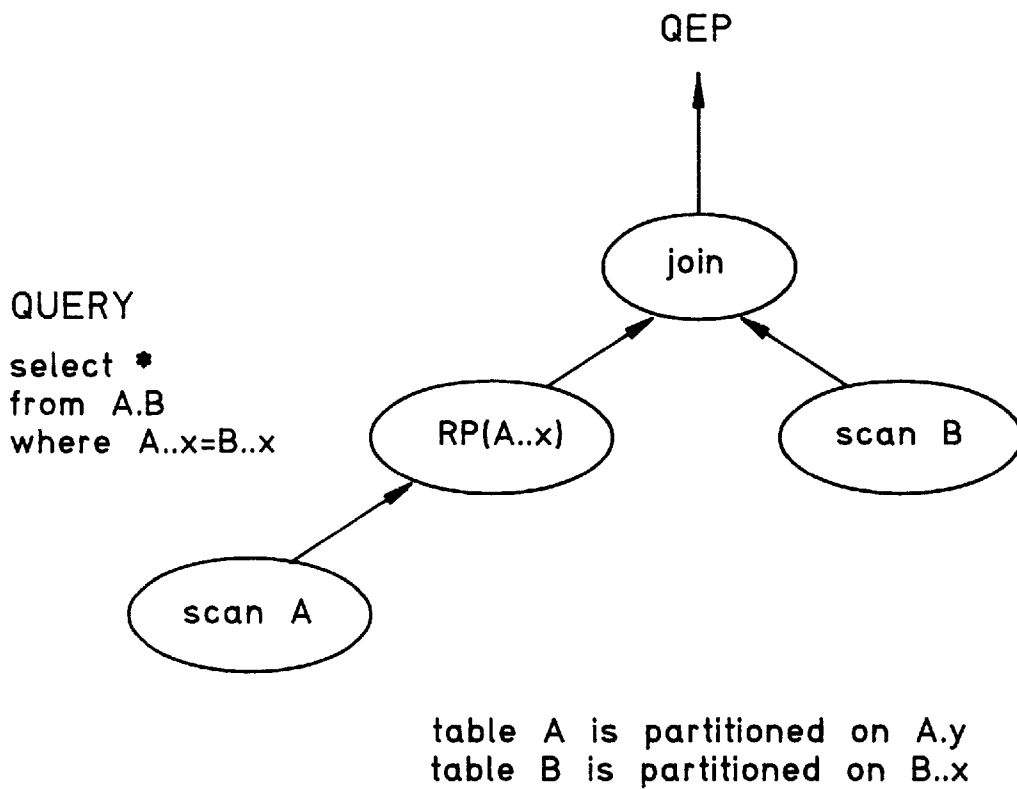 QEP
join
QUERY
select *
from A.B
where A..x=B..x
RP(A..x)
scan B
scan A
table A is partitioned on A.y
table B is partitioned on B..x